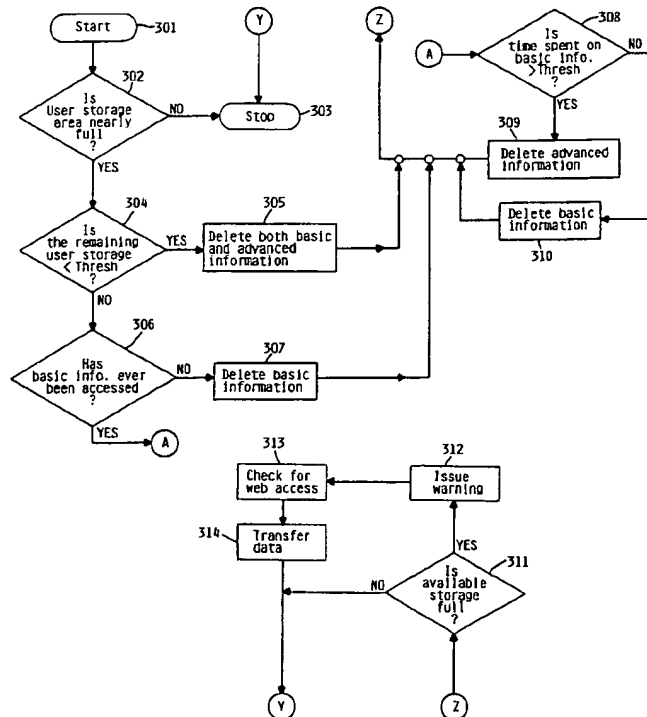 Start
301
Y
Z
A
Is
time spent on
basic info.
>Thresh
?
308
NO
YES
302
Is
User storage
area nearly
full
?
NO
Stop
303
YES
309
Delete advanced
information
304
Is
the remaining
user storage
<Thresh
?
YES
305
Delete both basic
and advanced
information
Delete basic
information
310
NO
306
Has
basic info. ever
been accessed
?
NO
307
Delete basic
information
YES
A
313
Check for
web access
312
Issue
warning
314
Transfer
data
YES
311
Is
available
storage
full
?
NO
Y
Z